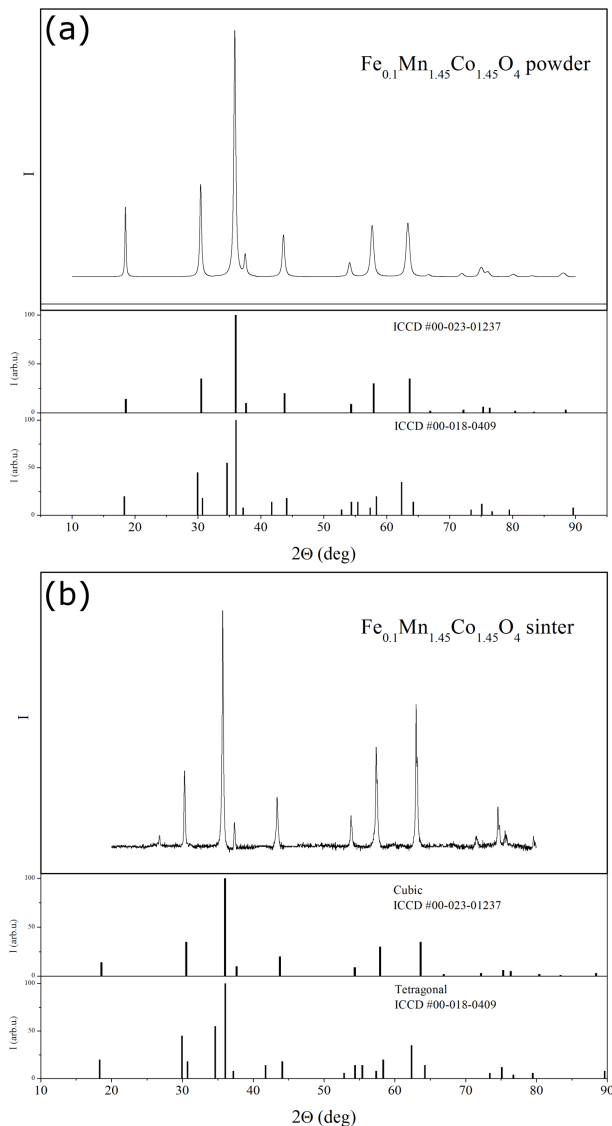 (a)
Fe0.1Mn1.45Co1.45O4 powder
I
100
50
0
I (arb.u.)
ICCD #00-023-01237
100
50
0
I (arb.u.)
ICCD #00-018-0409
10 20 30 40 50 60 70 80 90
2Θ (deg)
(b)
Fe0.1Mn1.45Co1.45O4 sinter
I
100
50
0
I (arb.u.)
Cubic
ICCD #00-023-01237
100
50
0
I (arb.u.)
Tetragonal
ICCD #00-018-0409
10 20 30 40 50 60 70 80 90
2Θ (deg)